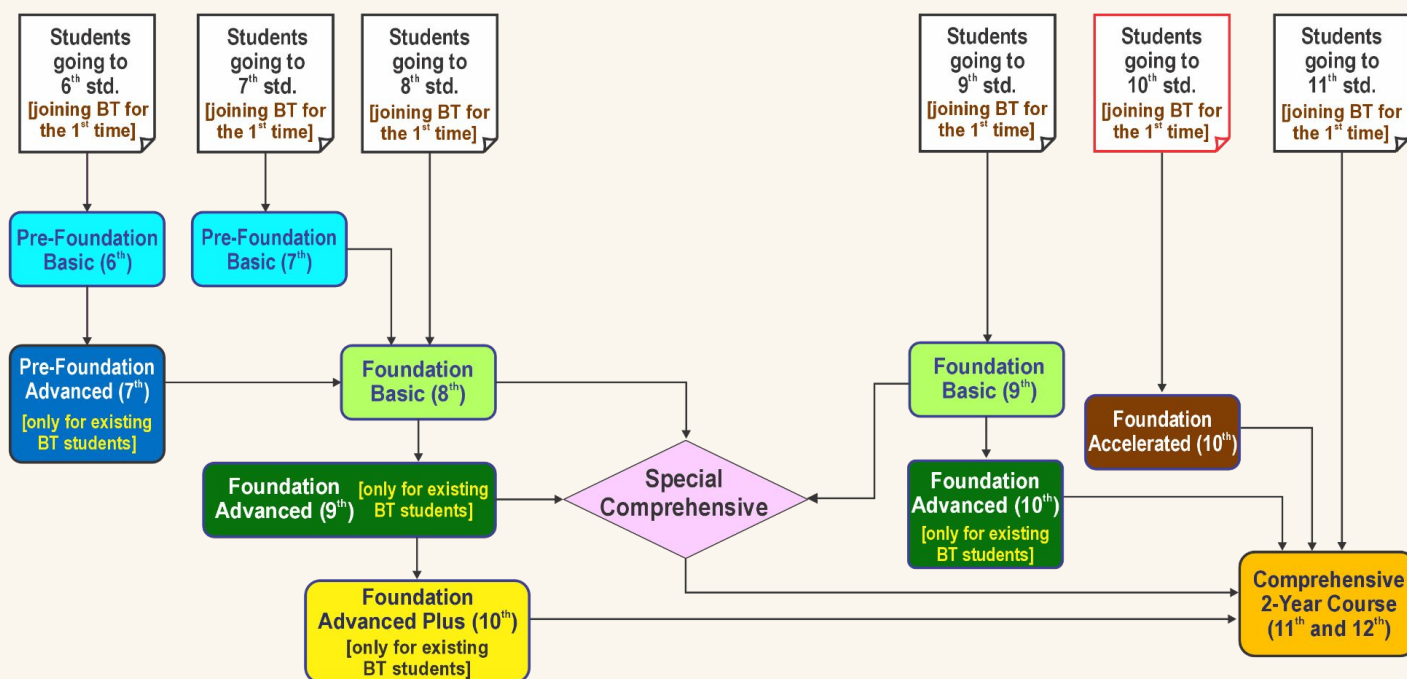 Students
going to
6th std.
[joining BT for
the 1st time]
Students
going to
7th std.
[joining BT for
the 1st time]
Students
going to
8th std.
[joining BT for
the 1st time]
Students
going to
9th std.
[joining BT for
the 1st time]
Students
going to
10th std.
[joining BT for
the 1st time]
Students
going to
11th std.
[joining BT for
the 1st time]
Pre-Foundation
Basic (6th)
Pre-Foundation
Basic (7th)
Pre-Foundation
Advanced (7th)
[only for existing
BT students]
Foundation
Basic (8th)
Foundation
Basic (9th)
Foundation
Accelerated (10th)
Foundation
Advanced (9th)
[only for existing
BT students]
Special
Comprehensive
Foundation
Advanced (10th)
[only for existing
BT students]
Foundation
Advanced Plus (10th)
[only for existing
BT students]
Comprehensive
2-Year Course
(11th and 12th)